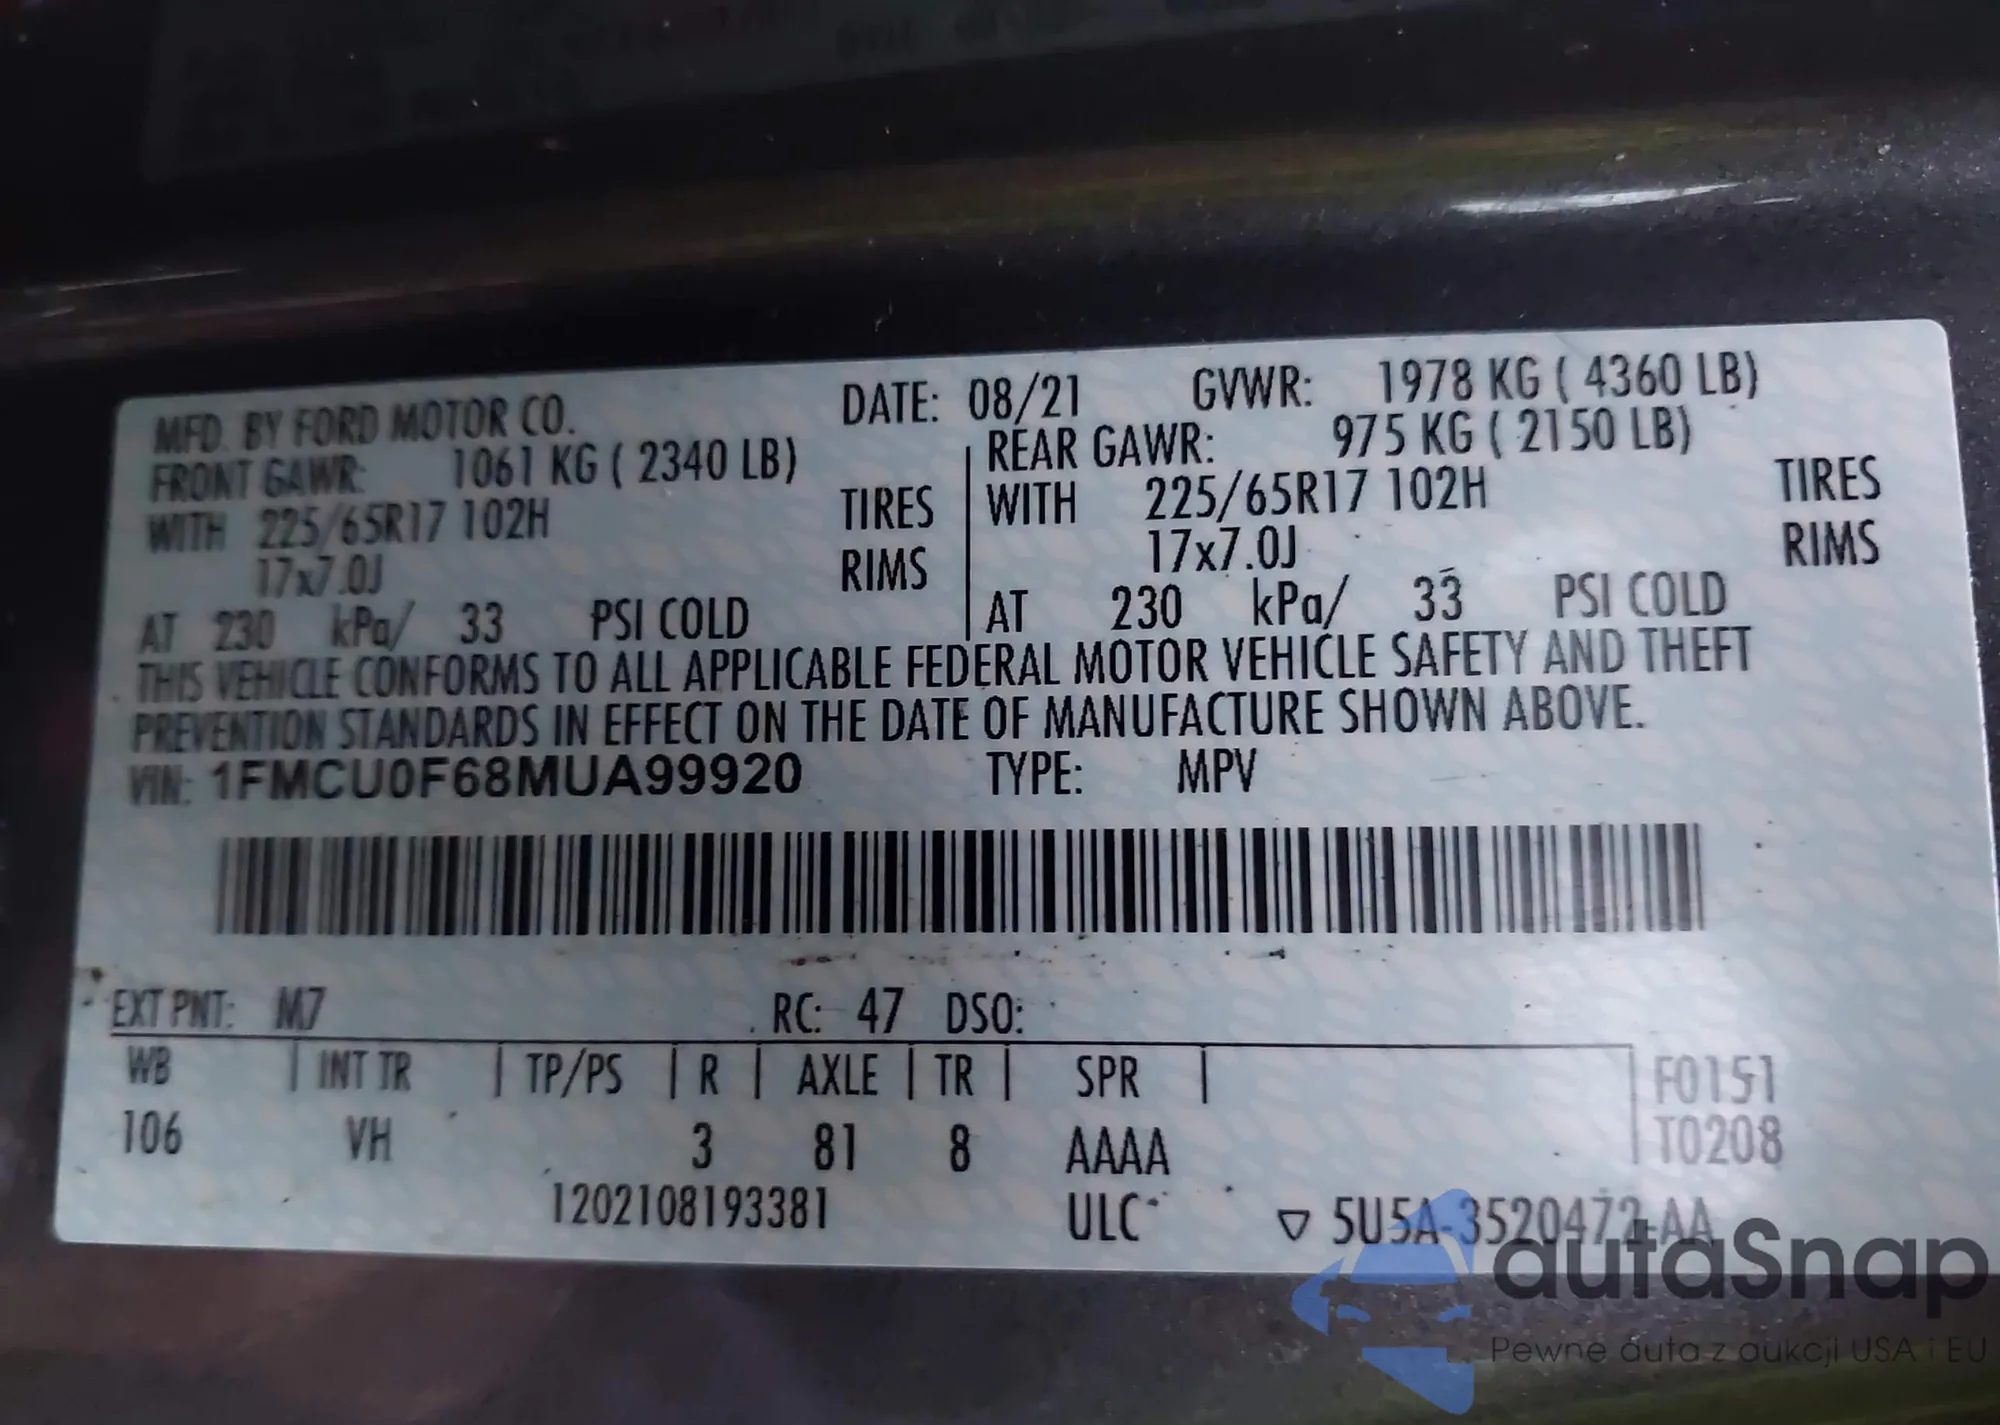 MFD. BY FORD MOTOR CO. DATE: 08/21 GVWR: 1978 KG ( 4360 LB)
FRONT GAWR: 1061 KG ( 2340 LB) REAR GAWR: 975 KG ( 2150 LB)
WITH 225/65R17 102H TIRES WITH 225/65R17 102H TIRES
17x7.0J RIMS 17x7.0J RIMS
AT 230 kPa/ 33 PSI COLD AT 230 kPa/ 33 PSI COLD
THIS VEHICLE CONFORMS TO ALL APPLICABLE FEDERAL MOTOR VEHICLE SAFETY AND THEFT
PREVENTION STANDARDS IN EFFECT ON THE DATE OF MANUFACTURE SHOWN ABOVE.
VIN: 1FMCU0F68MUA99920 TYPE: MPV
EXT PNT: M7 RC: 47 DSO:
WB | INT TR | TP/PS | R | AXLE | TR | SPR | F0151
106 VH 3 81 8 AAAA T0208
1202108193381 ULC ▽ 5U5A-3520472-AA
autaSnap
Pewne auta z aukcji USA i EU